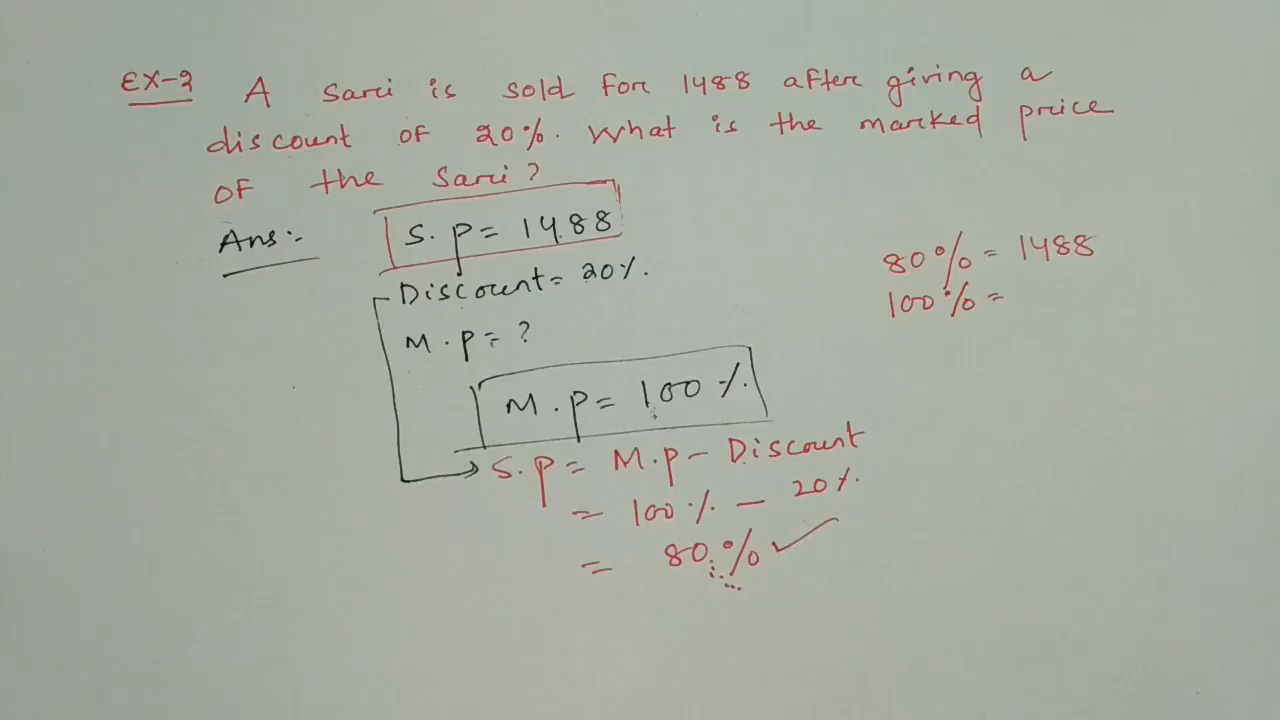 EX-2 A Sari is sold for 1488 after giving a
discount of 20%. What is the marked price
of the Sari?
Ans:- S.p = 1488
Discount = 20%.
M.p = ?
M.p = 100%
S.p = M.p - Discount
= 100% - 20%
= 80% ✓
80% = 1488
100% =